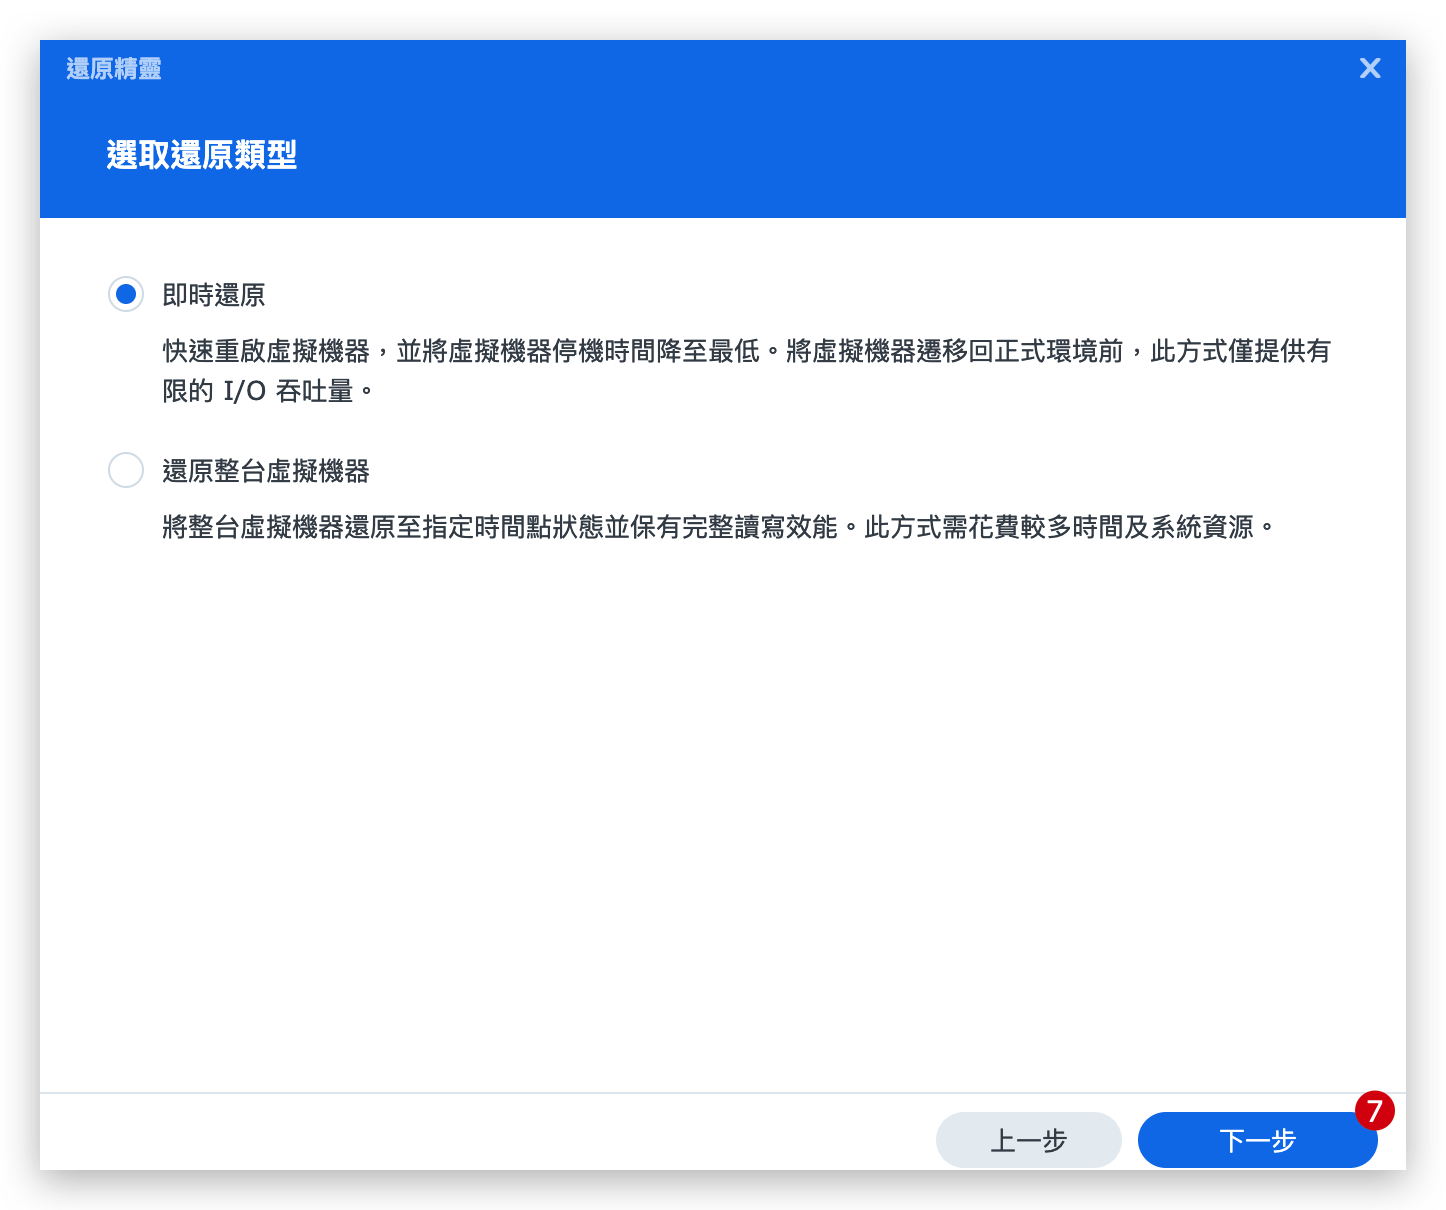 還原精靈
選取還原類型
即時還原
快速重啟虛擬機器，並將虛擬機器停機時間降至最低。將虛擬機器遷移回正式環境前，此方式僅提供有
限的 I/O 吞吐量。
還原整台虛擬機器
將整台虛擬機器還原至指定時間點狀態並保有完整讀寫效能。此方式需花費較多時間及系統資源。
7
上一步
下一步